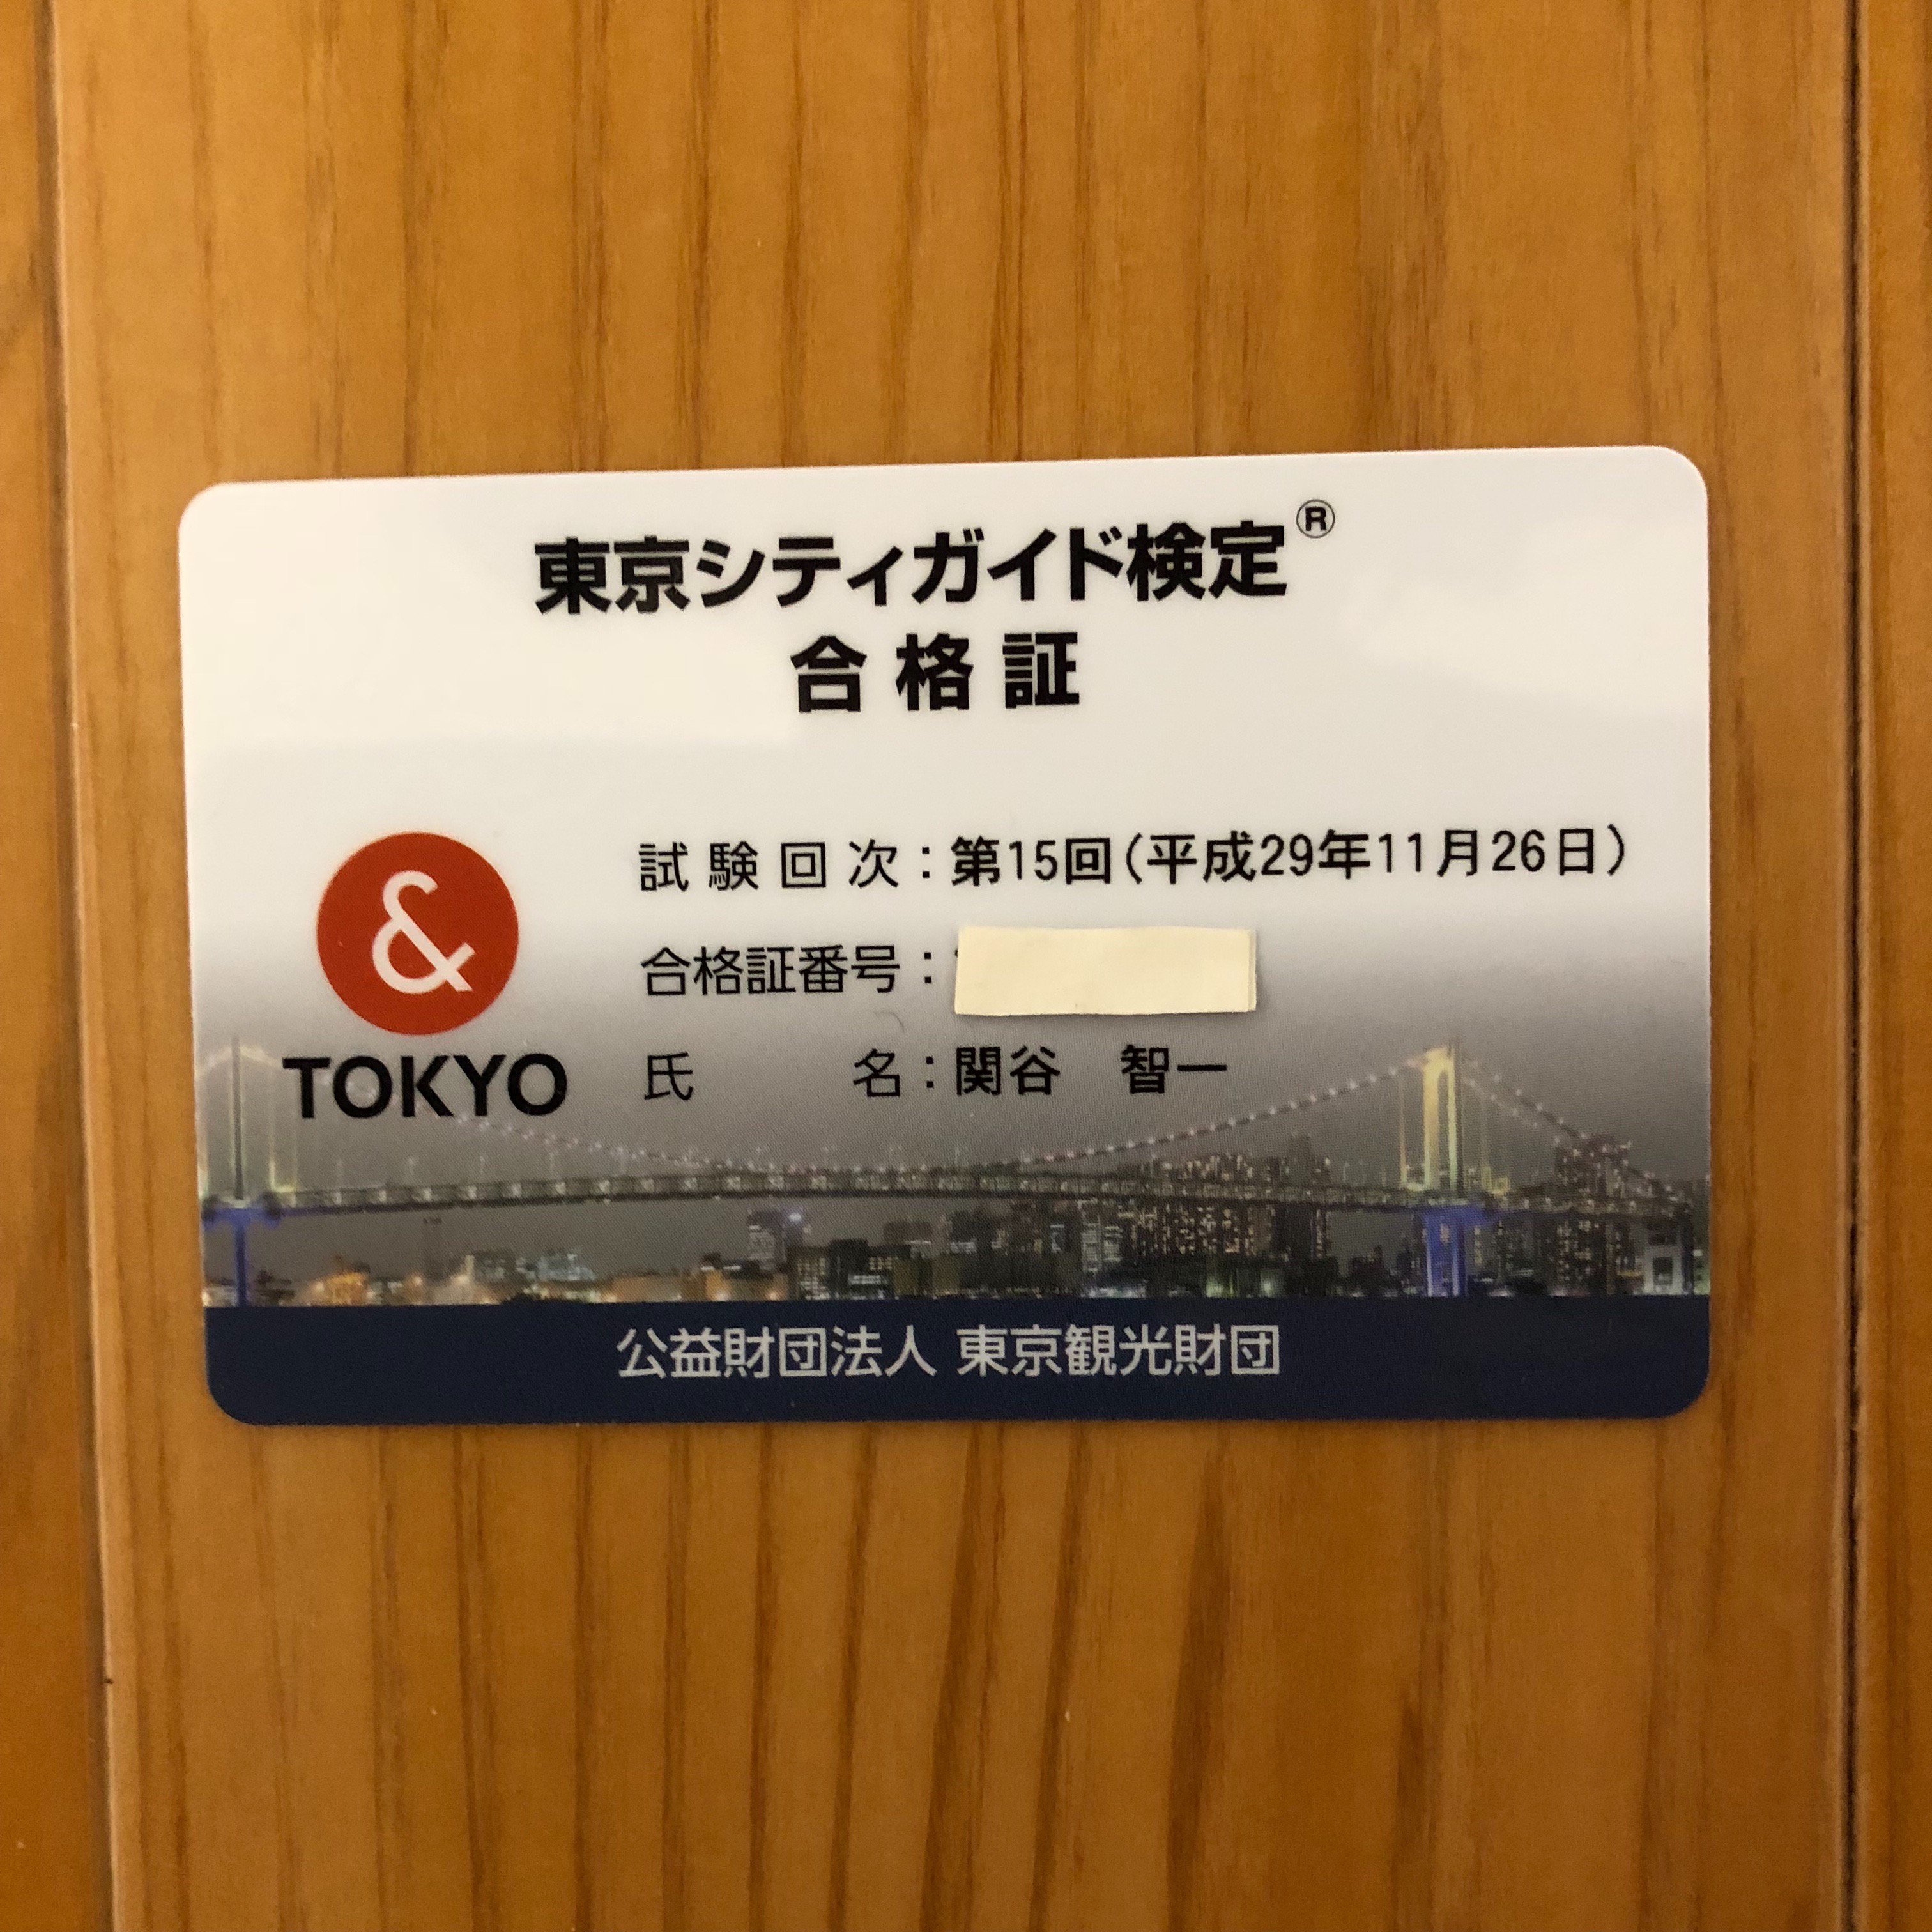 東京シティガイド検定®
合格証
&
TOKYO
試験回次：第15回（平成29年11月26日）
合格証番号：
氏名：関谷 智一
公益財団法人 東京観光財団